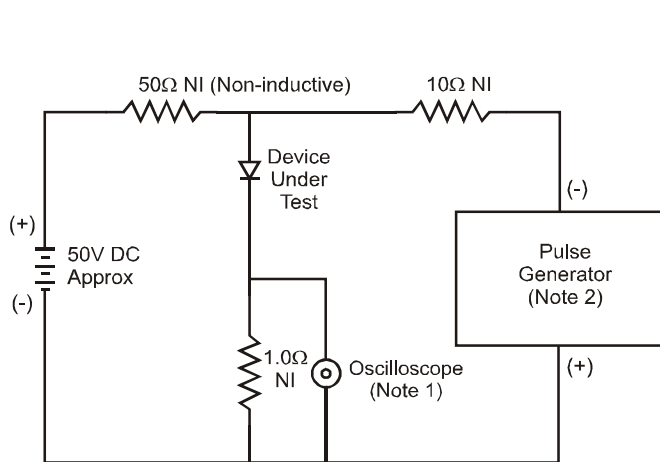 50Ω NI (Non-inductive)
10Ω NI
Device
Under
Test
(-)
(+)
50V DC
Approx
(-)
Pulse
Generator
(Note 2)
1.0Ω
NI
Oscilloscope
(Note 1)
(+)